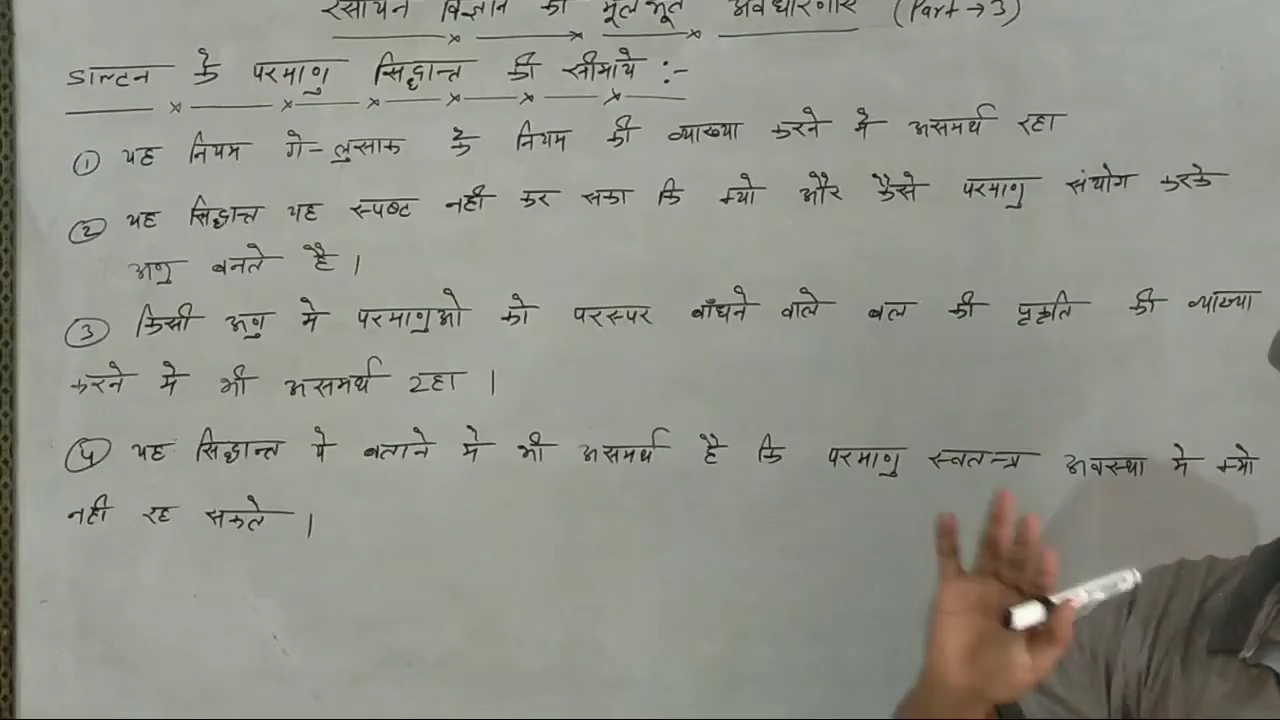 रसायन विज्ञान की मूलभूत अवधारणाएं (Part → 3)
डाल्टन के परमाणु सिद्धान्त की सीमाये :-
① यह नियम गे-लुसाक के नियम की व्याख्या करने मे असमर्थ रहा
② यह सिद्धान्त यह स्पष्ट नही कर सका कि क्यो और कैसे परमाणु संयोग करके
अणु बनते है ।
③ किसी अणु मे परमाणुओ को परस्पर बाँधने वाले बल की प्रकृति की व्याख्या
करने मे भी असमर्थ रहा ।
④ यह सिद्धान्त ये बताने मे भी असमर्थ है कि परमाणु स्वतन्त्र अवस्था मे क्यो
नही रह सकते ।